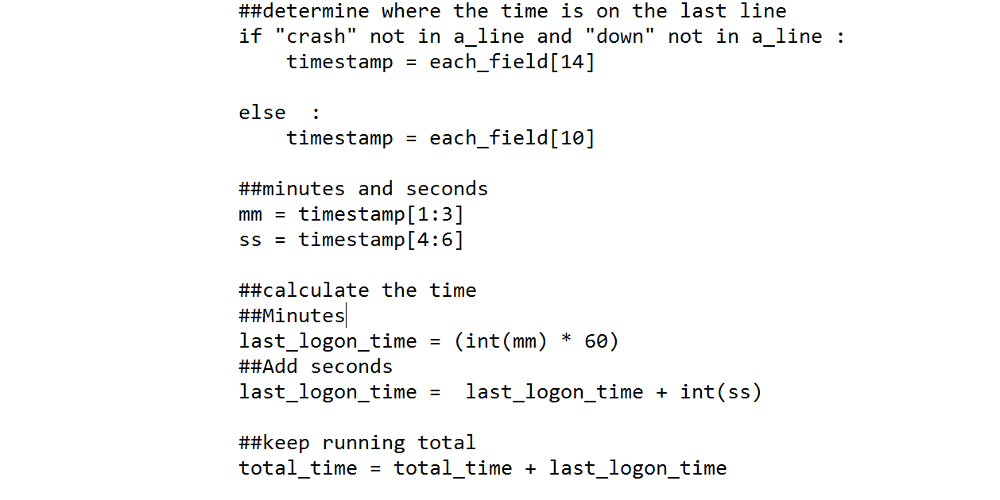 ##determine where the time is on the last line
if "crash" not in a_line and "down" not in a_line :
    timestamp = each_field[14]

else  :
    timestamp = each_field[10]

##minutes and seconds
mm = timestamp[1:3]
ss = timestamp[4:6]

##calculate the time
##Minutes
last_logon_time = (int(mm) * 60)
##Add seconds
last_logon_time =  last_logon_time + int(ss)

##keep running total
total_time = total_time + last_logon_time